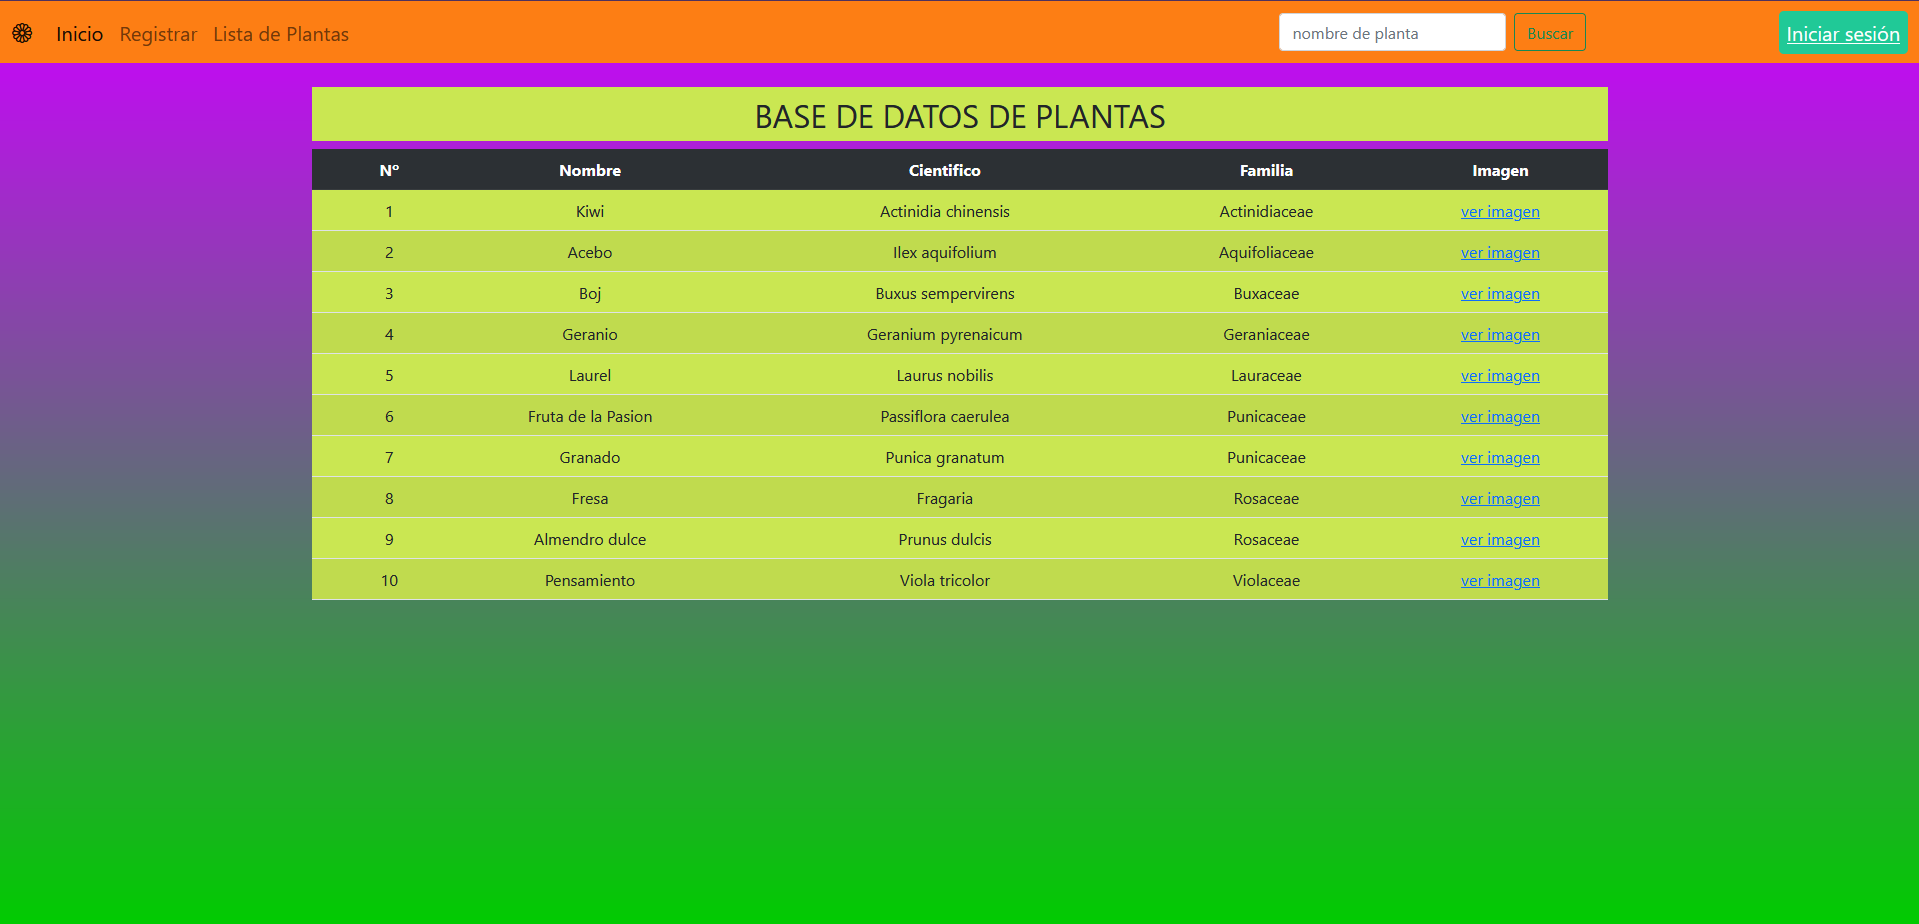 Inicio Registrar Lista de Plantas nombre de planta Buscar Iniciar sesión
BASE DE DATOS DE PLANTAS
Nº Nombre Cientifico Familia Imagen
1 Kiwi Actinidia chinensis Actinidiaceae ver imagen
2 Acebo Ilex aquifolium Aquifoliaceae ver imagen
3 Boj Buxus sempervirens Buxaceae ver imagen
4 Geranio Geranium pyrenaicum Geraniaceae ver imagen
5 Laurel Laurus nobilis Lauraceae ver imagen
6 Fruta de la Pasion Passiflora caerulea Punicaceae ver imagen
7 Granado Punica granatum Punicaceae ver imagen
8 Fresa Fragaria Rosaceae ver imagen
9 Almendro dulce Prunus dulcis Rosaceae ver imagen
10 Pensamiento Viola tricolor Violaceae ver imagen